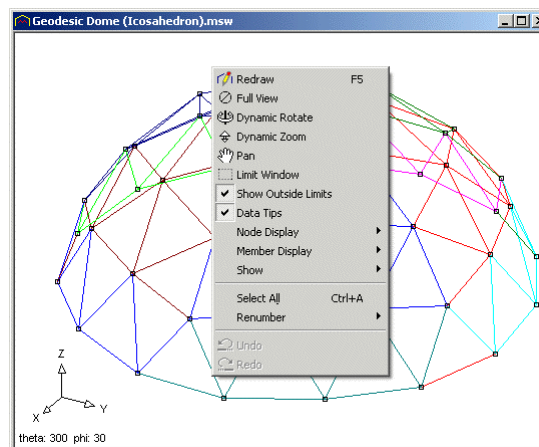 Geodesic Dome (Icosahedron).msw
Redraw F5
Full View
Dynamic Rotate
Dynamic Zoom
Pan
Limit Window
Show Outside Limits
Data Tips
Node Display
Member Display
Show
Select All Ctrl+A
Renumber
Undo
Redo
Z
X Y
theta: 300 phi: 30